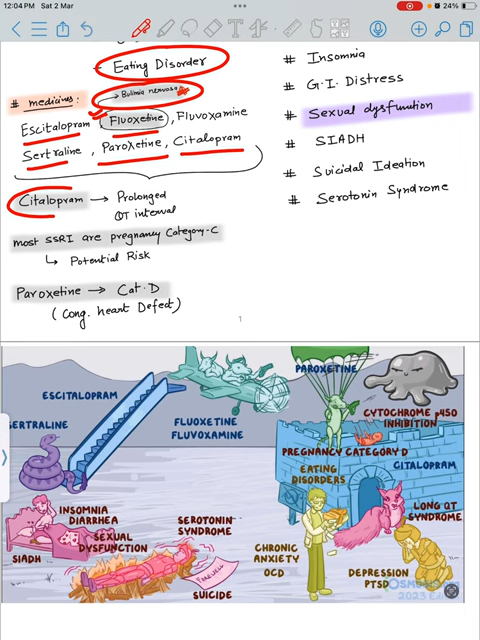 12:04 PM Sat 2 Mar
24%
Eating Disorder
# medicines:
→ Bulimia nervosa
Escitalopram, Fluoxetine, Fluvoxamine
Sertraline, Paroxetine, Citalopram
Citalopram → Prolonged
QT interval
most SSRI are pregnancy Category-C
↳ Potential Risk
Paroxetine → Cat. D
(Cong. heart Defect)
# Insomnia
# G.I. Distress
# Sexual dysfunction
# SIADH
# Suicidal Ideation
# Serotonin Syndrome
1
ESCITALOPRAM
SERTRALINE
FLUOXETINE
FLUVOXAMINE
PAROXETINE
CYTOCHROME P450
INHIBITION
PREGNANCY CATEGORY D
EATING
DISORDERS
CITALOPRAM
LONG QT
SYNDROME
INSOMNIA
DIARRHEA
SEXUAL
DYSFUNCTION
SIADH
SEROTONIN
SYNDROME
FAREWELL
SUICIDE
CHRONIC
ANXIETY
OCD
DEPRESSION
PTSD
2023